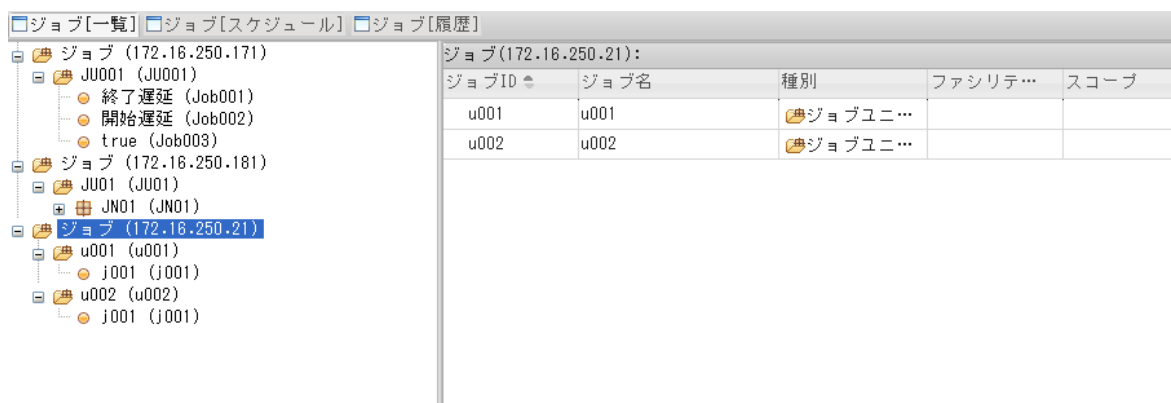 ジョブ[一覧] ジョブ[スケジュール] ジョブ[履歴]
ジョブ (172.16.250.171)
JU001 (JU001)
終了遅延 (Job001)
開始遅延 (Job002)
true (Job003)
ジョブ (172.16.250.181)
JU01 (JU01)
JN01 (JN01)
ジョブ (172.16.250.21)
u001 (u001)
j001 (j001)
u002 (u002)
j001 (j001)
ジョブ(172.16.250.21):
ジョブID ジョブ名 種別 ファシリテ… スコープ
u001 u001 ジョブユニ…
u002 u002 ジョブユニ…